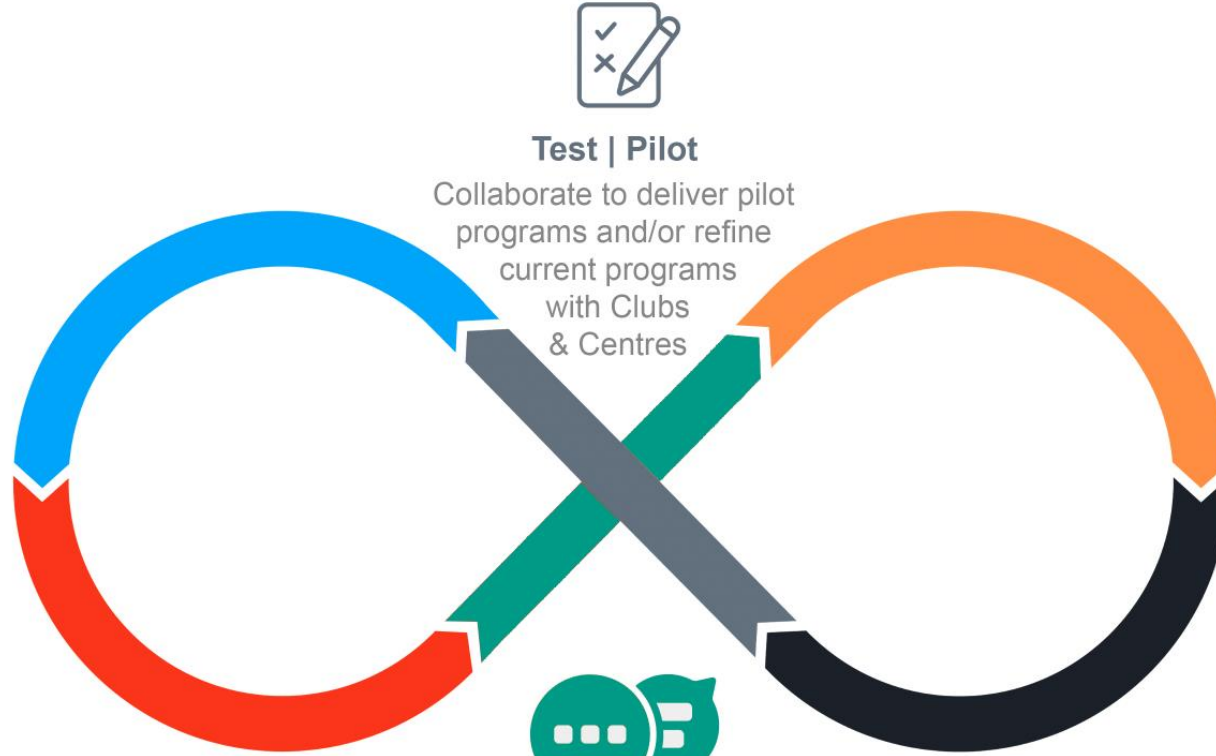 Test | Pilot
Collaborate to deliver pilot
programs and/or refine
current programs
with Clubs
& Centres